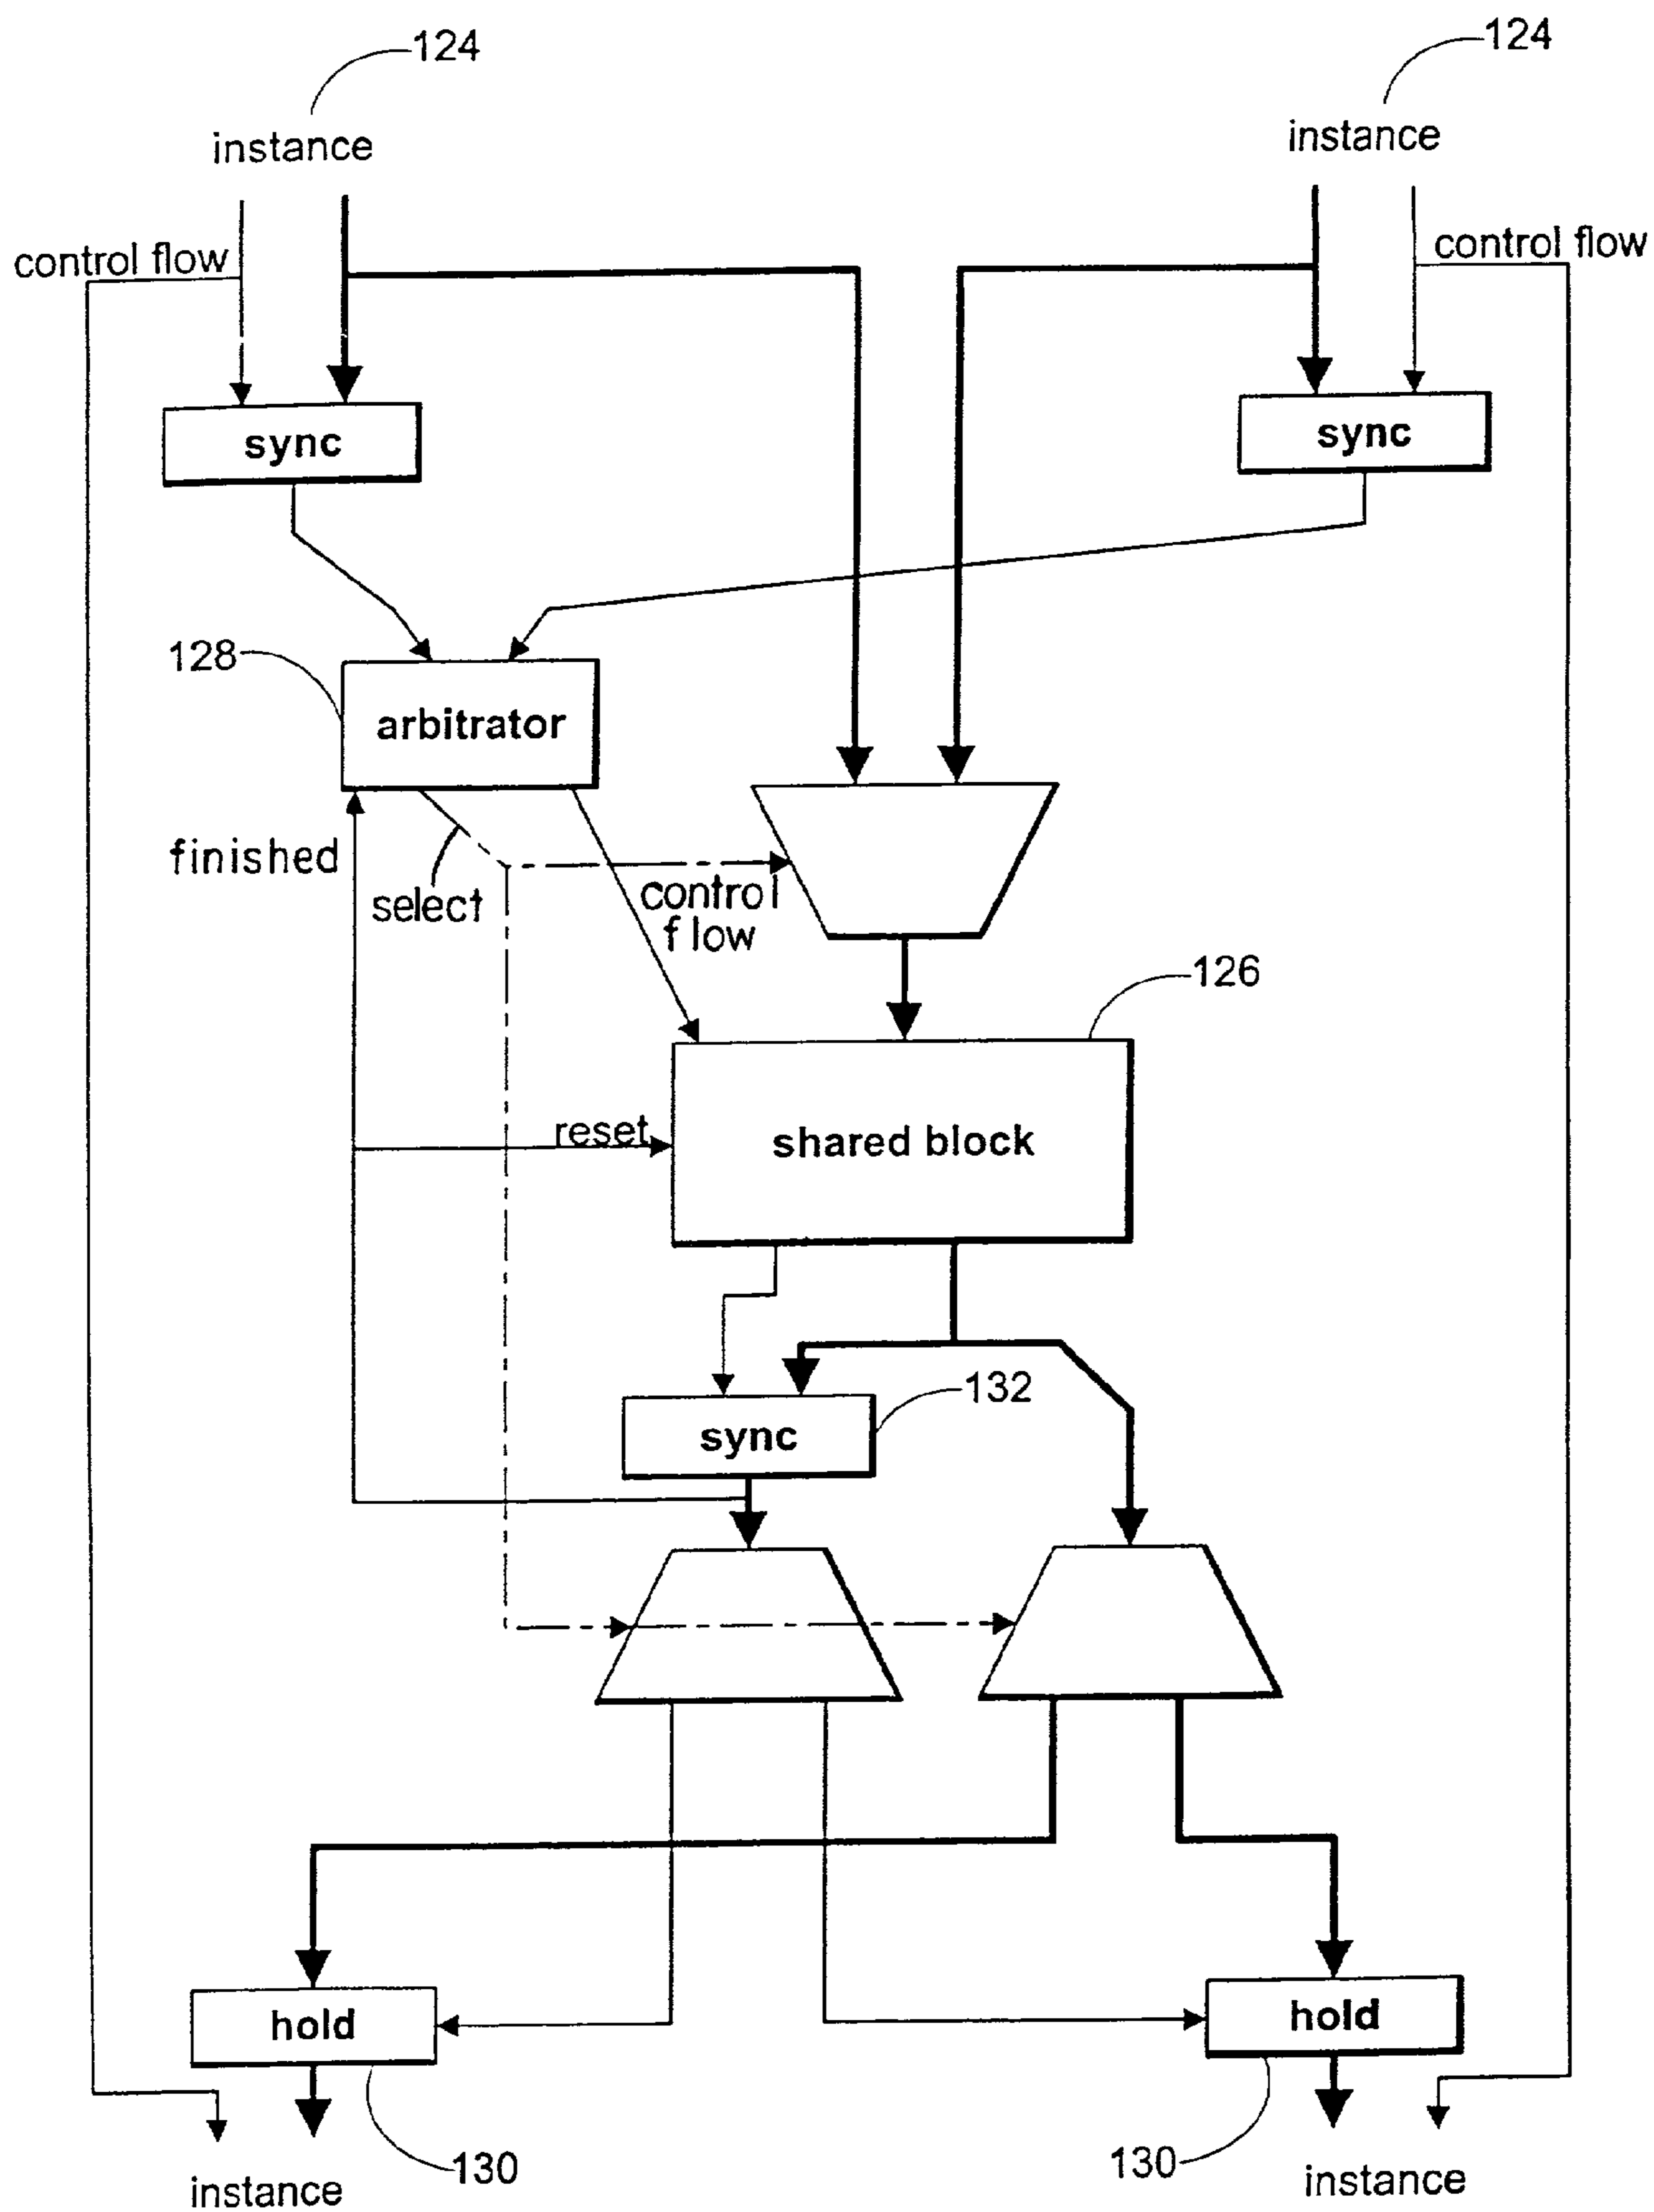 124
124
instance
instance
control flow
control flow
sync
sync
128
arbitrator
finished
select
control
flow
126
reset
shared block
132
sync
hold
hold
130
130
instance
instance